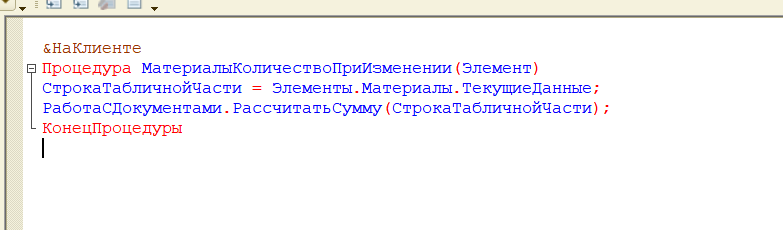 &НаКлиенте
Процедура МатериалыКоличествоПриИзменении(Элемент)
СтрокаТабличнойЧасти = Элементы.Материалы.ТекущиеДанные;
РаботаСДокументами.РассчитатьСумму(СтрокаТабличнойЧасти);
КонецПроцедуры